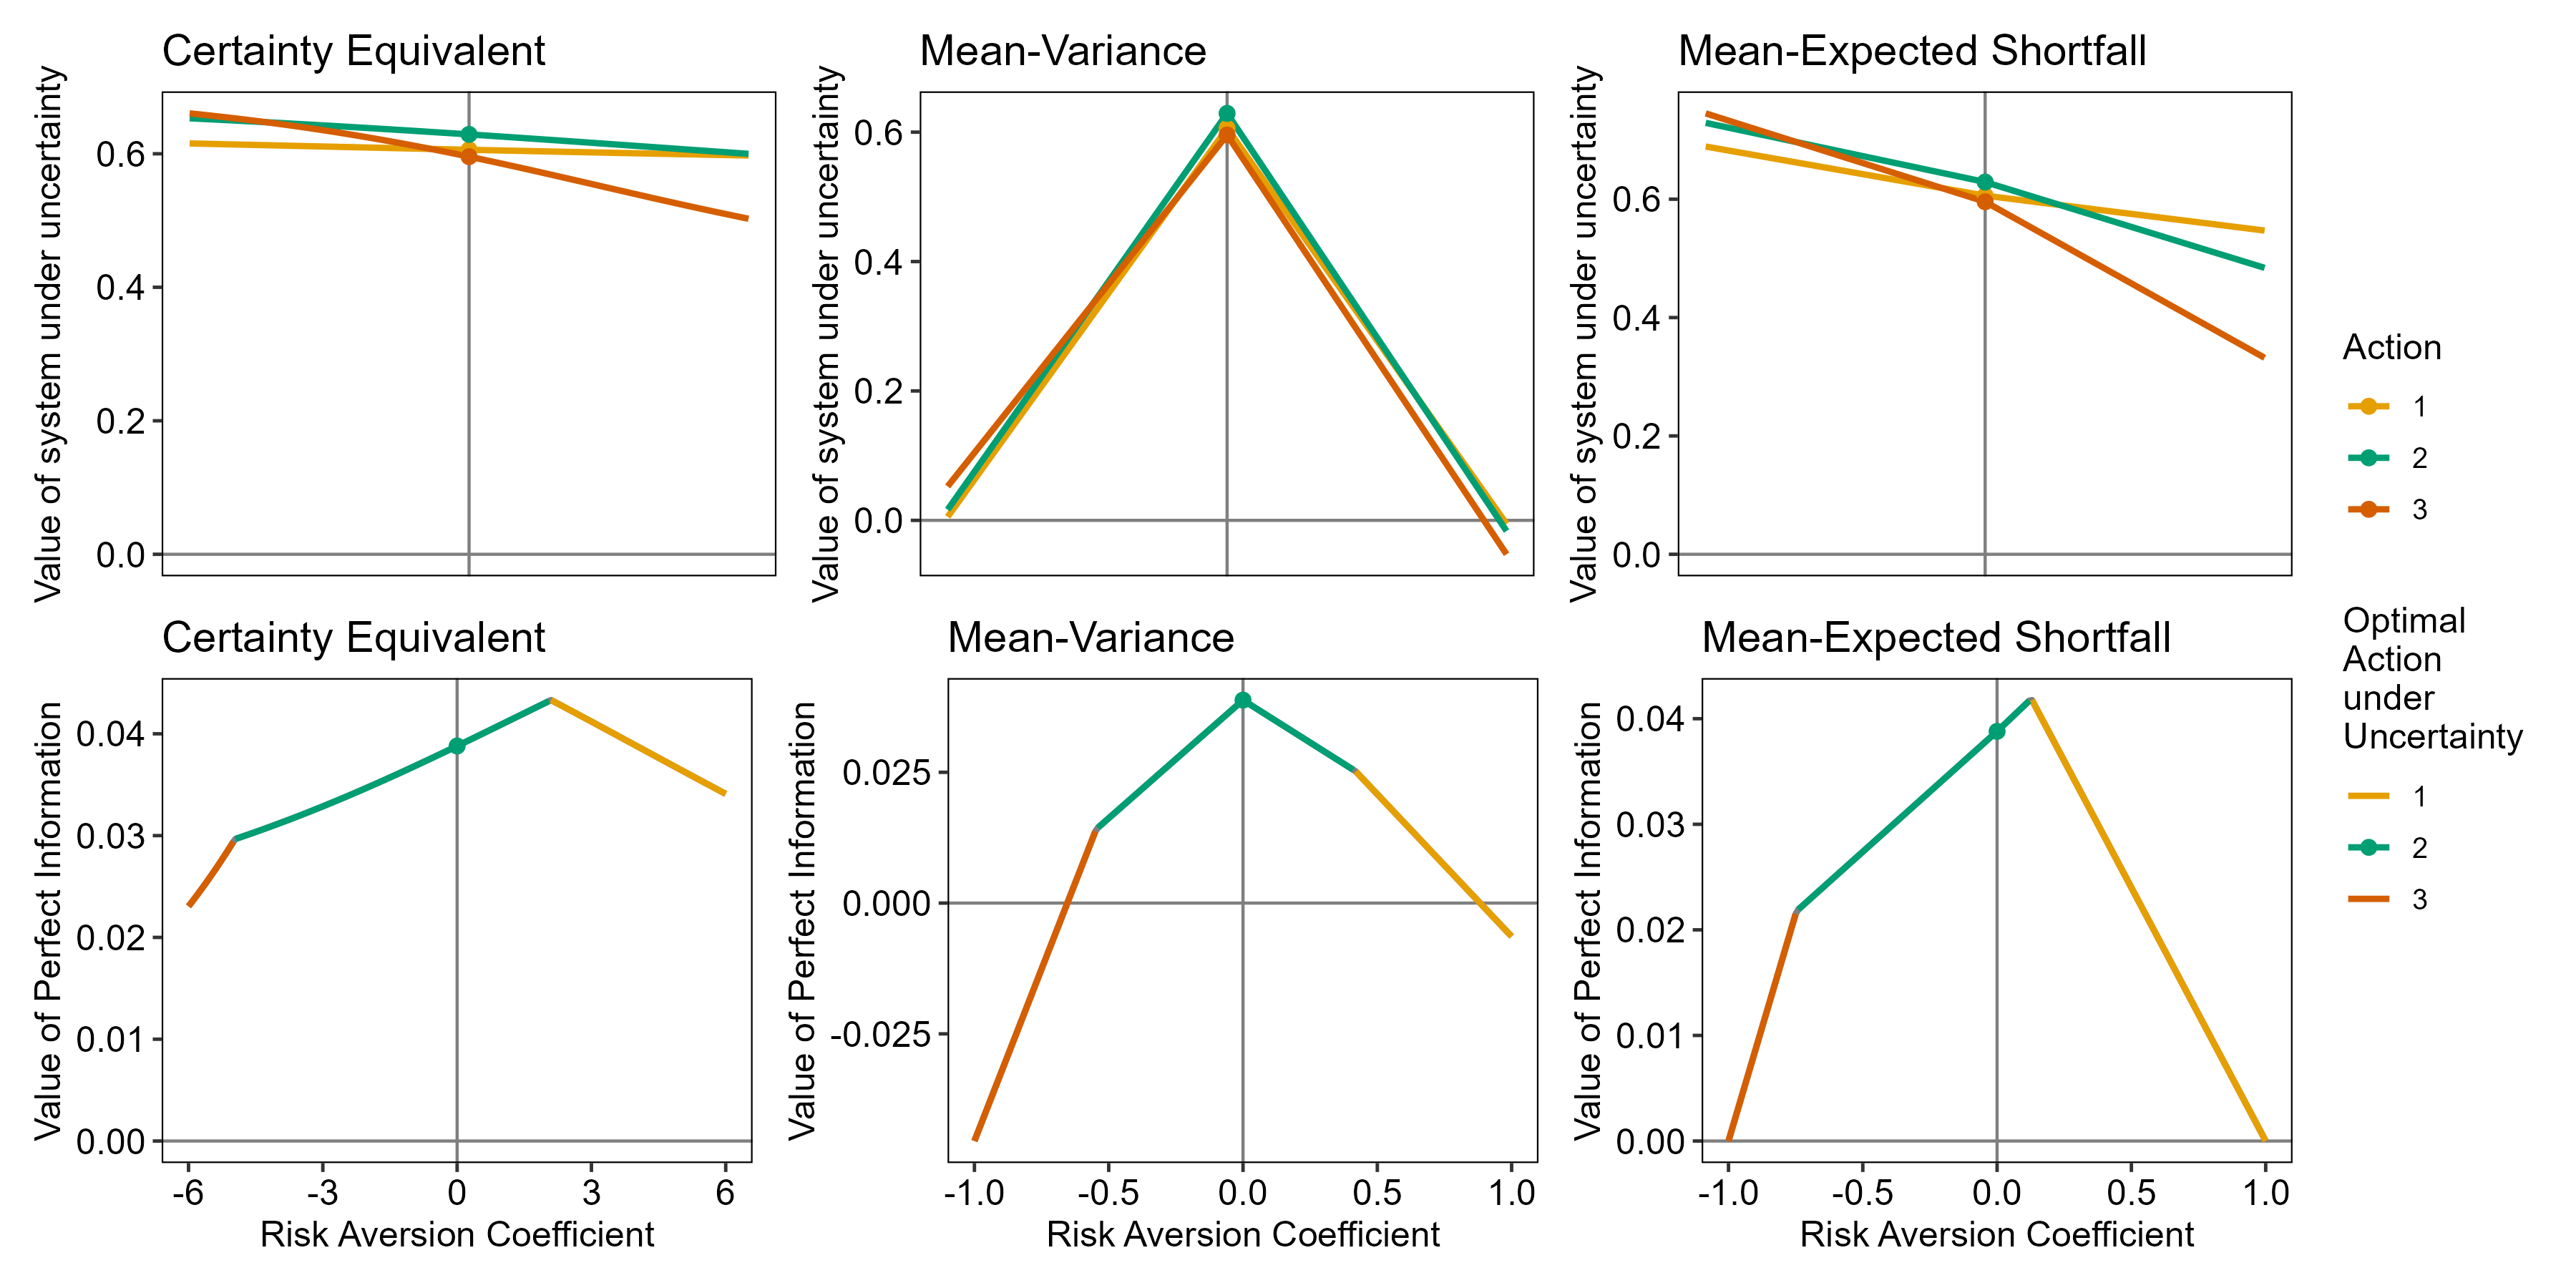 Certainty Equivalent
Value of system under uncertainty
0.6
0.4
0.2
0.0
Mean-Variance
Value of system under uncertainty
0.6
0.4
0.2
0.0
Mean-Expected Shortfall
Value of system under uncertainty
0.6
0.4
0.2
0.0
Action
1
2
3
Certainty Equivalent
Value of Perfect Information
0.04
0.03
0.02
0.01
0.00
-6 -3 0 3 6
Risk Aversion Coefficient
Mean-Variance
Value of Perfect Information
0.025
0.000
-0.025
-1.0 -0.5 0.0 0.5 1.0
Risk Aversion Coefficient
Mean-Expected Shortfall
Value of Perfect Information
0.04
0.03
0.02
0.01
0.00
-1.0 -0.5 0.0 0.5 1.0
Risk Aversion Coefficient
Optimal
Action
under
Uncertainty
1
2
3